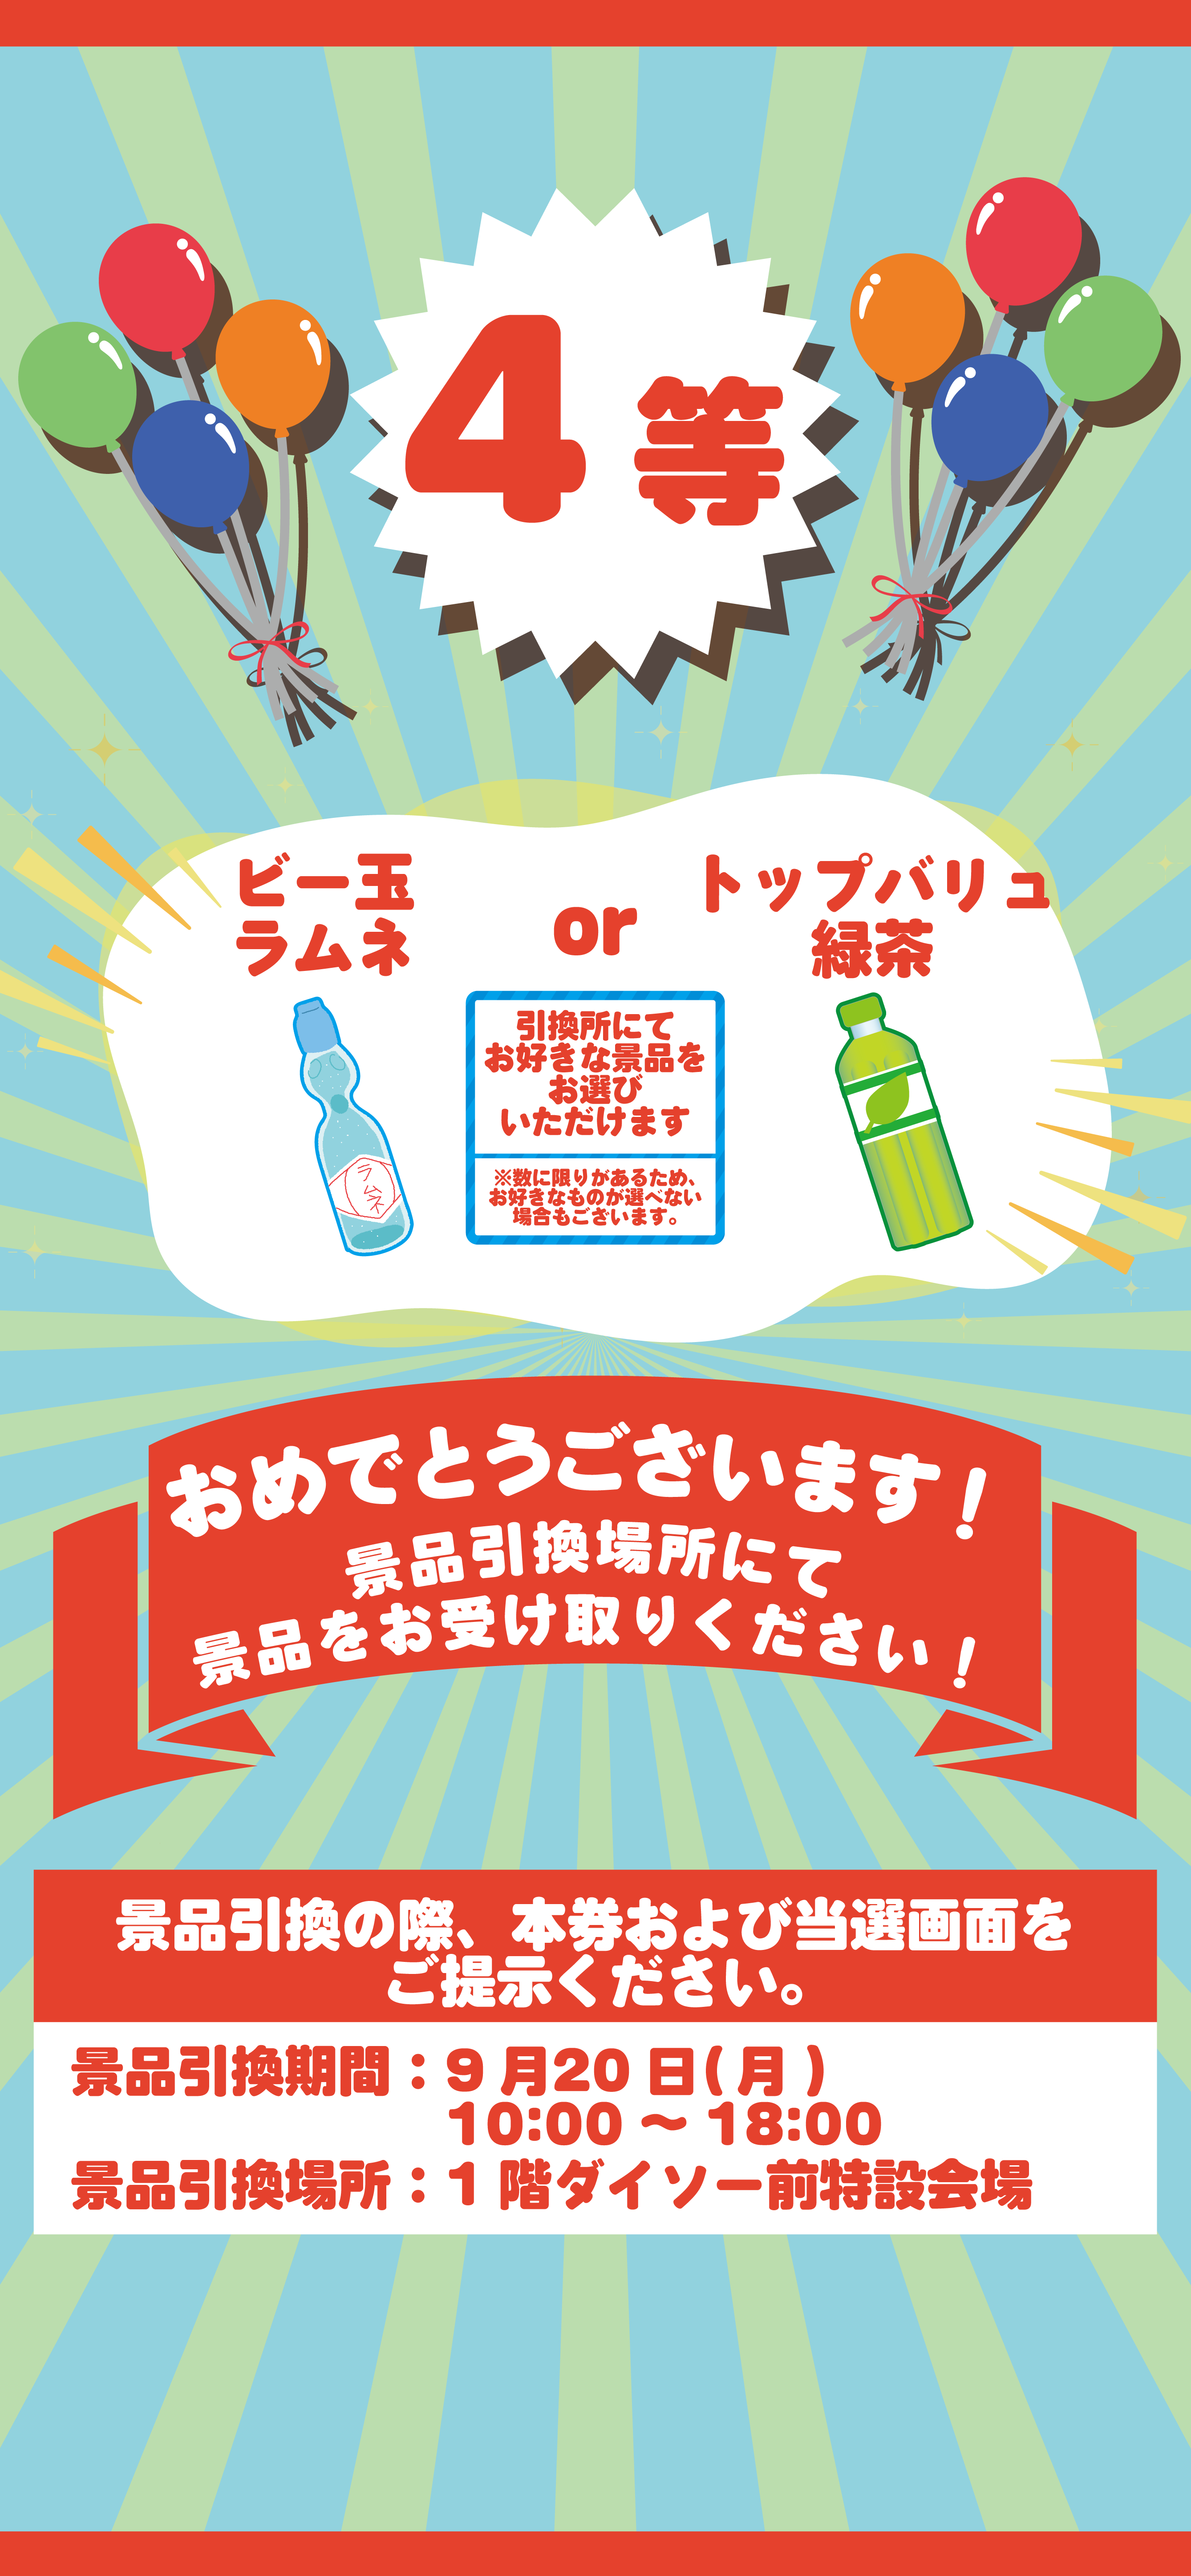 4等
ビー玉
ラムネ
or
トップバリュ
緑茶
引換所にて
お好きな景品を
お選び
いただけます
※数に限りがあるため、
お好きなものが選べない
場合もございます。
ラムネ
おめでとうございます！
景品引換場所にて
景品をお受け取りください！
景品引換の際、本券および当選画面を
ご提示ください。
景品引換期間：9月20日(月)
10:00～18:00
景品引換場所：1階ダイソー前特設会場